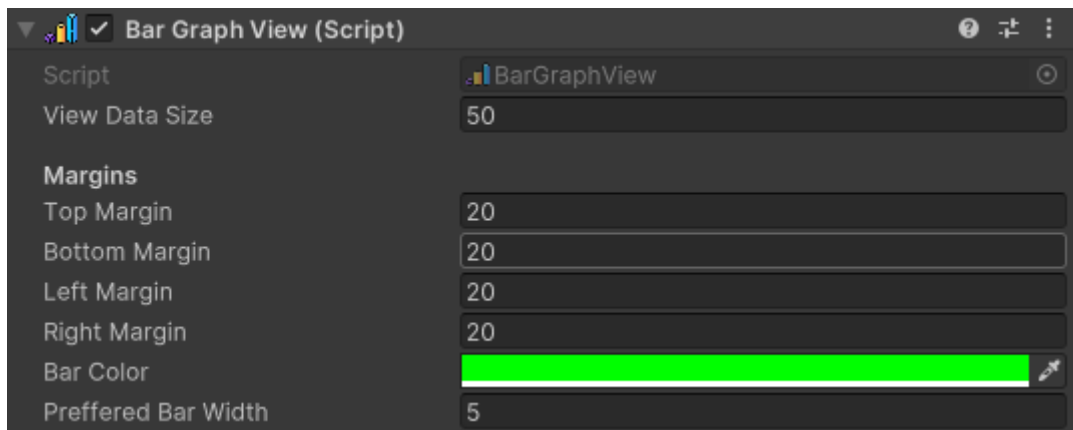 Bar Graph View (Script)
Script BarGraphView
View Data Size 50
Margins
Top Margin 20
Bottom Margin 20
Left Margin 20
Right Margin 20
Bar Color
Preffered Bar Width 5